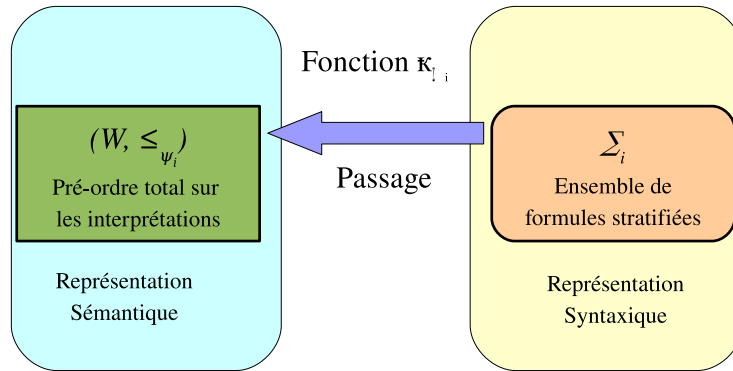 Fonction
(W, ≤ψi)
Pré-ordre total sur
les interprétations
Représentation
Sémantique
Passage
Σi
Ensemble de
formules stratifiées
Représentation
Syntaxique